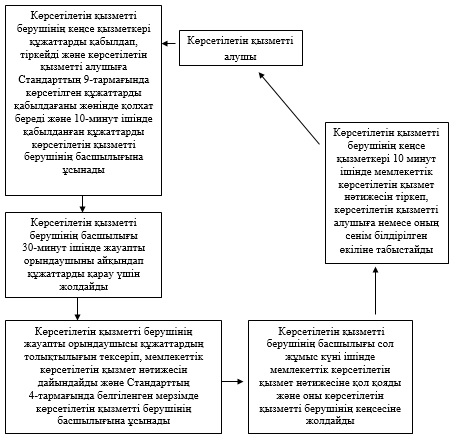 Көрсетілетін қызметті
берушінің кеңсе қызметкері
құжаттарды қабылдап,
тіркейді және көрсетілетін
қызметті алушыға
Стандарттың 9-тармағында
көрсетілген құжаттарды
қабылдағаны жөнінде қолхат
береді және 10-минут ішінде
қабылданған құжаттарды
көрсетілетін қызметті
берушінің басшылығына
ұсынады
Көрсетілетін қызметті
алушы
Көрсетілетін қызметті
берушінің кеңсе
қызметкері 10 минут
ішінде мемлекеттік
көрсетілетін қызмет
нәтижесін тіркеп,
көрсетілетін қызметті
алушыға немесе оның
сенім білдірілген
өкіліне табыстайды
Көрсетілетін қызметті
берушінің басшылығы
30-минут ішінде жауапты
орындаушыны айқындап
құжаттарды қарау үшін
жолдайды
Көрсетілетін қызметті берушінің
жауапты орындаушысы құжаттардың
толықтылығын тексеріп, мемлекеттік
көрсетілетін қызмет нәтижесін
дайындайды және Стандарттың
4-тармағында белгіленген мерзімде
көрсетілетін қызметті берушінің
басшылығына ұсынады
Көрсетілетін қызметті
берушінің басшылығы сол
жұмыс күні ішінде
мемлекеттік көрсетілетін
қызмет нәтижесіне қол қояды
және оны көрсетілетін
қызметті берушінің кеңсесіне
жолдайды